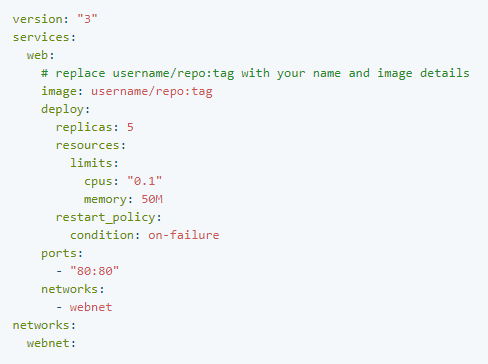 version: "3"
services:
  web:
    # replace username/repo:tag with your name and image details
    image: username/repo:tag
    deploy:
      replicas: 5
      resources:
        limits:
          cpus: "0.1"
          memory: 50M
      restart_policy:
        condition: on-failure
    ports:
      - "80:80"
    networks:
      - webnet
networks:
  webnet: